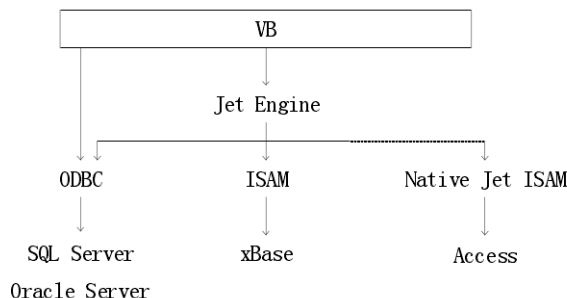 VB
Jet Engine
ODBC ISAM Native Jet ISAM
SQL Server xBase Access
Oracle Server